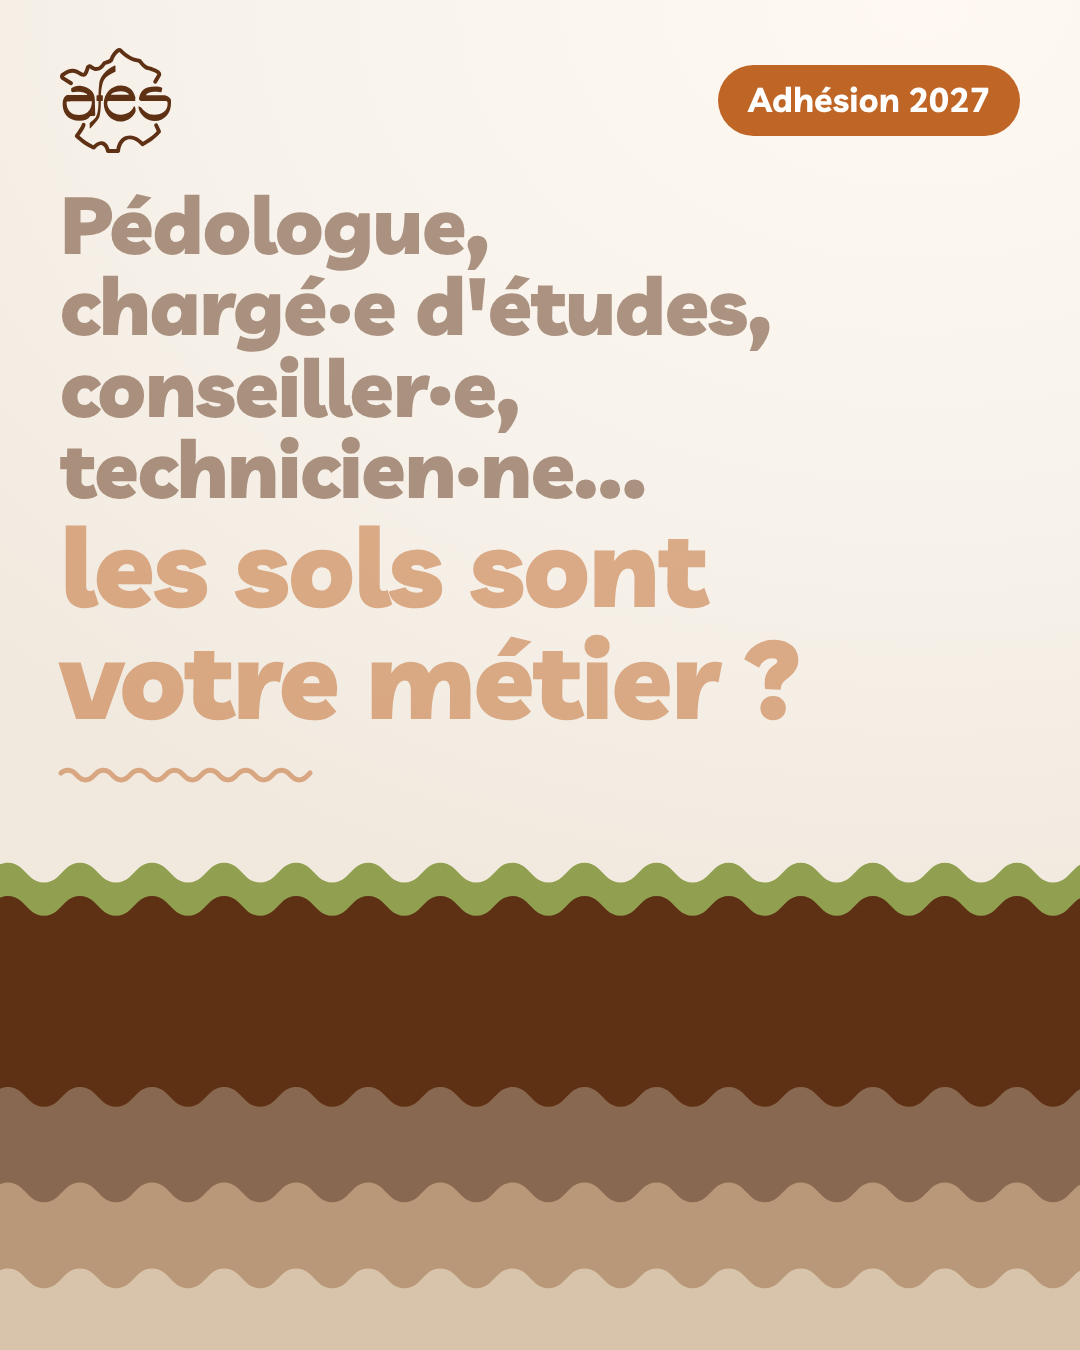 afes
Adhésion 2027
Pédologue,
chargé·e d'études,
conseiller·e,
technicien·ne...
les sols sont
votre métier ?